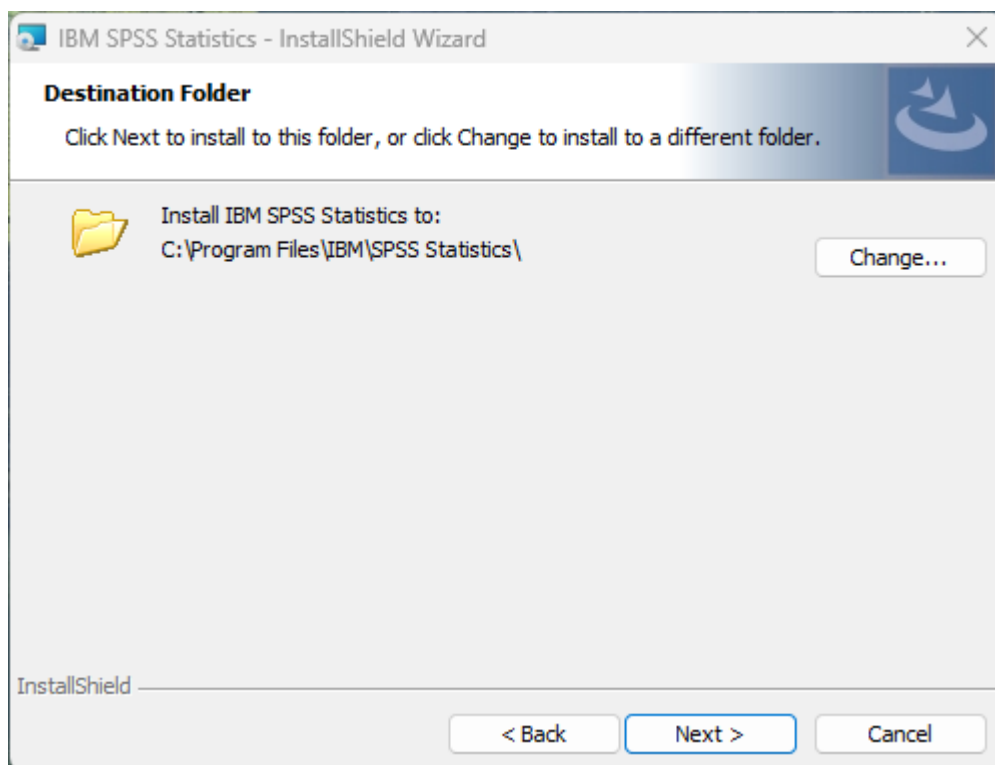 IBM SPSS Statistics - InstallShield Wizard
Destination Folder
Click Next to install to this folder, or click Change to install to a different folder.
Install IBM SPSS Statistics to:
C:\Program Files\IBM\SPSS Statistics\
Change...
InstallShield
< Back
Next >
Cancel